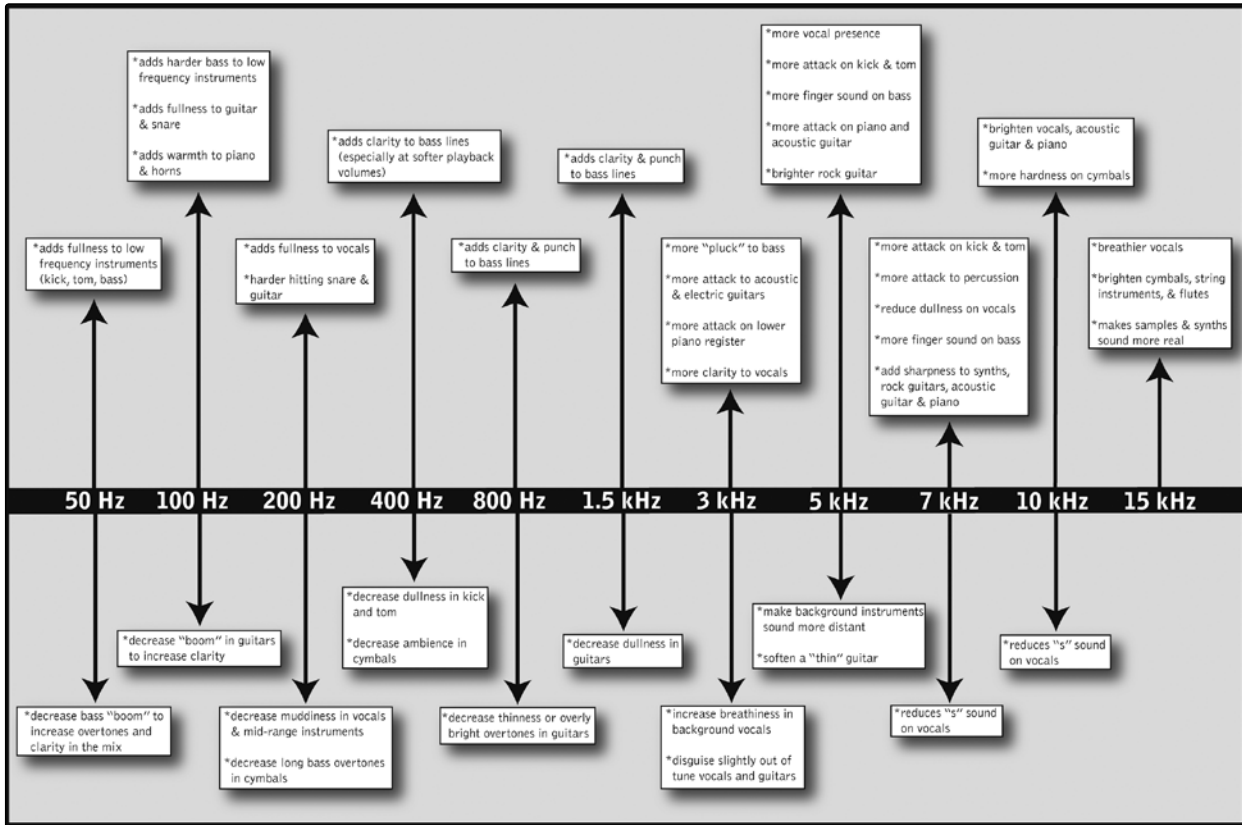 *adds fullness to low
frequency instruments
(kick, tom, bass)
*adds harder bass to low
frequency instruments
*adds fullness to guitar
& snare
*adds warmth to piano
& horns
*adds fullness to vocals
*harder hitting snare &
guitar
*adds clarity to bass lines
(especially at softer playback
volumes)
*adds clarity & punch
to bass lines
*adds clarity & punch
to bass lines
*more "pluck" to bass
*more attack to acoustic
& electric guitars
*more attack on lower
piano register
*more clarity to vocals
*more vocal presence
*more attack on kick & tom
*more finger sound on bass
*more attack on piano and
acoustic guitar
*brighter rock guitar
*more attack on kick & tom
*more attack to percussion
*reduce dullness on vocals
*more finger sound on bass
*add sharpness to synths,
rock guitars, acoustic
guitar & piano
*brighten vocals, acoustic
guitar & piano
*more hardness on cymbals
*breathier vocals
*brighten cymbals, string
instruments, & flutes
*makes samples & synths
sound more real
50 Hz 100 Hz 200 Hz 400 Hz 800 Hz 1.5 kHz 3 kHz 5 kHz 7 kHz 10 kHz 15 kHz
*decrease bass "boom" to
increase overtones and
clarity in the mix
*decrease "boom" in guitars
to increase clarity
*decrease muddiness in vocals
& mid-range instruments
*decrease long bass overtones
in cymbals
*decrease dullness in kick
and tom
*decrease ambience in
cymbals
*decrease thinness or overly
bright overtones in guitars
*decrease dullness in
guitars
*increase breathiness in
background vocals
*disguise slightly out of
tune vocals and guitars
*make background instruments
sound more distant
*soften a "thin" guitar
*reduces "s" sound
on vocals
*reduces "s" sound
on vocals